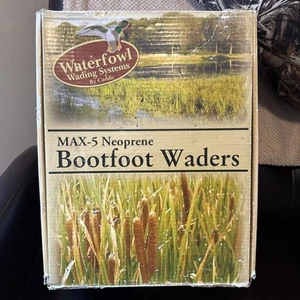 Waterfowl
Wading Systems
By Caddis
MAX-5 Neoprene
Bootfoot Waders